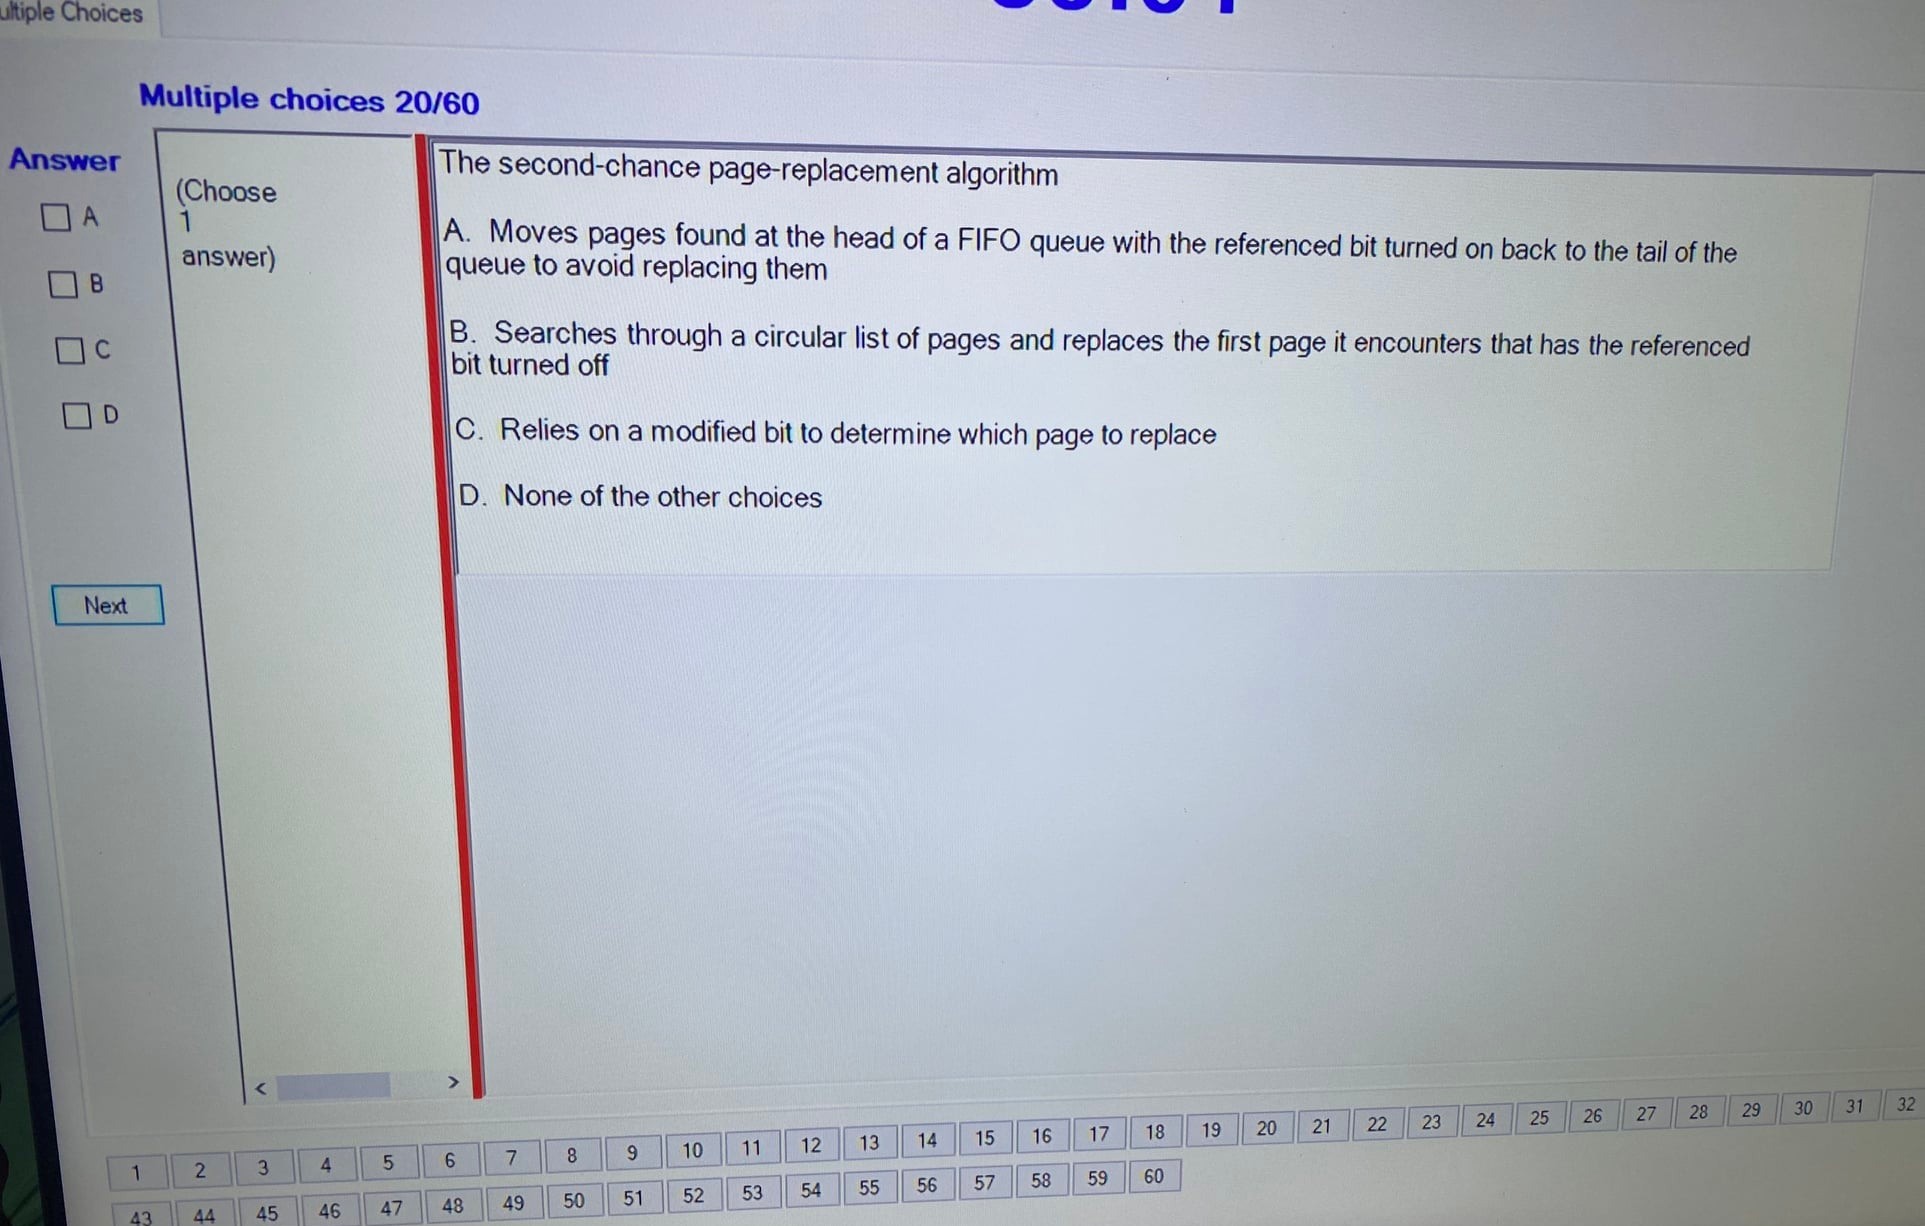 Multiple Choices
Multiple choices 20/60
Answer
A
B
C
D
Next
(Choose
1
answer)
The second-chance page-replacement algorithm
A. Moves pages found at the head of a FIFO queue with the referenced bit turned on back to the tail of the
queue to avoid replacing them
B. Searches through a circular list of pages and replaces the first page it encounters that has the referenced
bit turned off
C. Relies on a modified bit to determine which page to replace
D. None of the other choices
< >
1 2 3 4 5 6 7 8 9 10 11 12 13 14 15 16 17 18 19 20 21 22 23 24 25 26 27 28 29 30 31 32
43 44 45 46 47 48 49 50 51 52 53 54 55 56 57 58 59 60